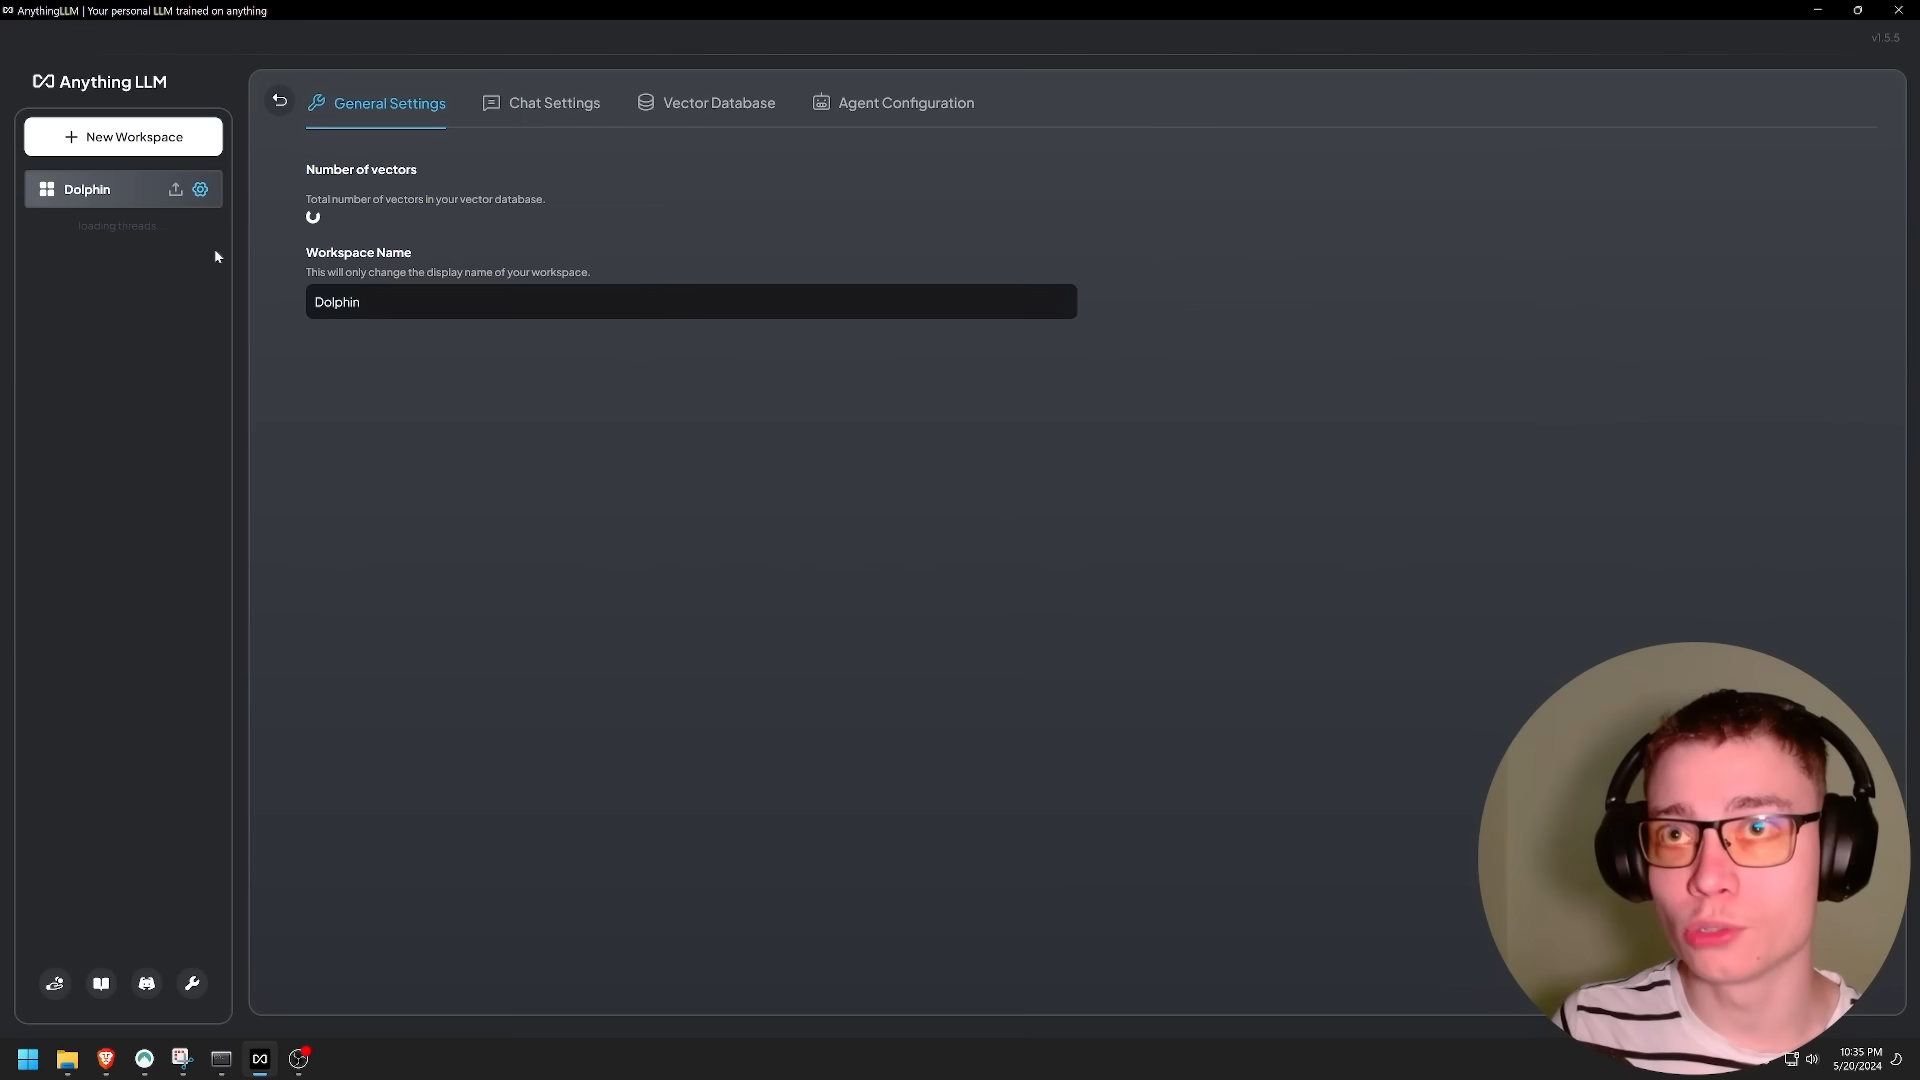 AnythingLLM | Your personal LLM trained on anything
v1.5.5
Anything LLM
New Workspace
Dolphin
loading threads...
General Settings
Chat Settings
Vector Database
Agent Configuration
Number of vectors
Total number of vectors in your vector database.
Workspace Name
This will only change the display name of your workspace.
Dolphin
10:35 PM
5/20/2024